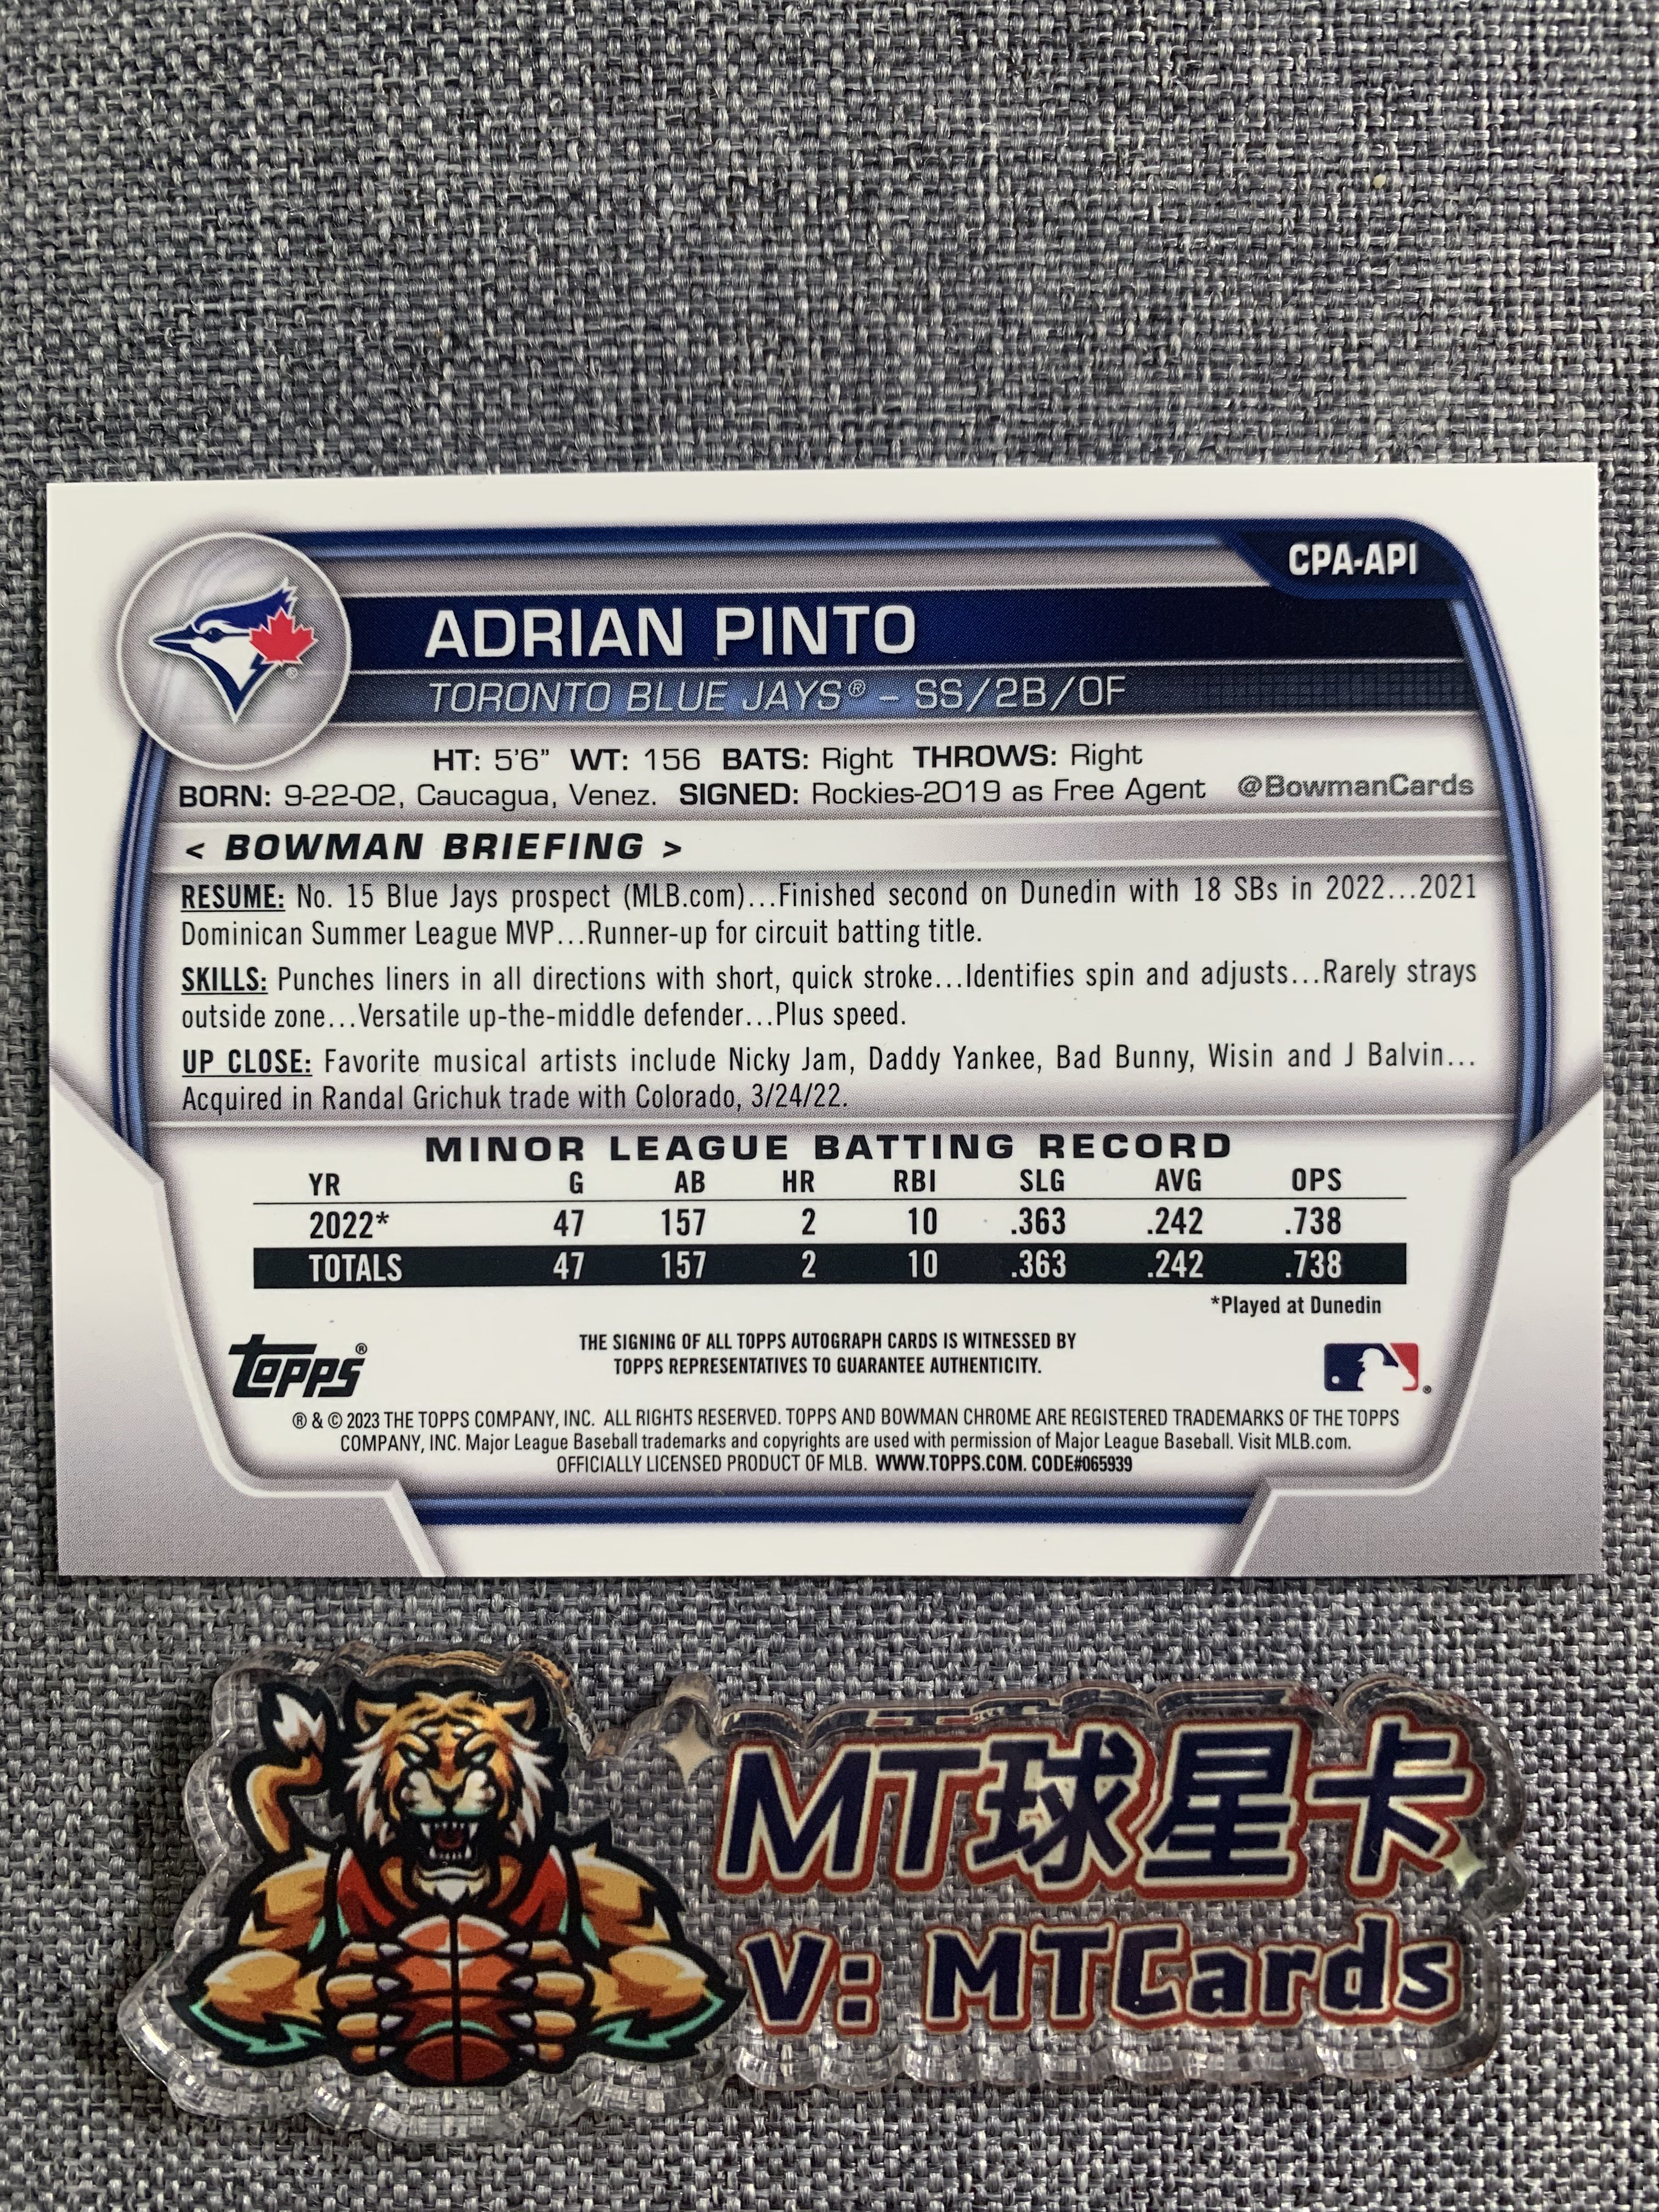 CPA-API
ADRIAN PINTO
TORONTO BLUE JAYS® – SS/2B/OF
HT: 5'6" WT: 156 BATS: Right THROWS: Right
BORN: 9-22-02, Caucagua, Venez. SIGNED: Rockies-2019 as Free Agent @BowmanCards
< BOWMAN BRIEFING >
RESUME: No. 15 Blue Jays prospect (MLB.com)...Finished second on Dunedin with 18 SBs in 2022...2021
Dominican Summer League MVP...Runner-up for circuit batting title.
SKILLS: Punches liners in all directions with short, quick stroke...Identifies spin and adjusts...Rarely strays
outside zone...Versatile up-the-middle defender...Plus speed.
UP CLOSE: Favorite musical artists include Nicky Jam, Daddy Yankee, Bad Bunny, Wisin and J Balvin...
Acquired in Randal Grichuk trade with Colorado, 3/24/22.
MINOR LEAGUE BATTING RECORD
YR G AB HR RBI SLG AVG OPS
2022* 47 157 2 10 .363 .242 .738
TOTALS 47 157 2 10 .363 .242 .738
*Played at Dunedin
THE SIGNING OF ALL TOPPS AUTOGRAPH CARDS IS WITNESSED BY
TOPPS REPRESENTATIVES TO GUARANTEE AUTHENTICITY.
Topps®
® & © 2023 THE TOPPS COMPANY, INC. ALL RIGHTS RESERVED. TOPPS AND BOWMAN CHROME ARE REGISTERED TRADEMARKS OF THE TOPPS
COMPANY, INC. Major League Baseball trademarks and copyrights are used with permission of Major League Baseball. Visit MLB.com.
OFFICIALLY LICENSED PRODUCT OF MLB. WWW.TOPPS.COM. CODE#065939
MT球星卡
V: MTCards